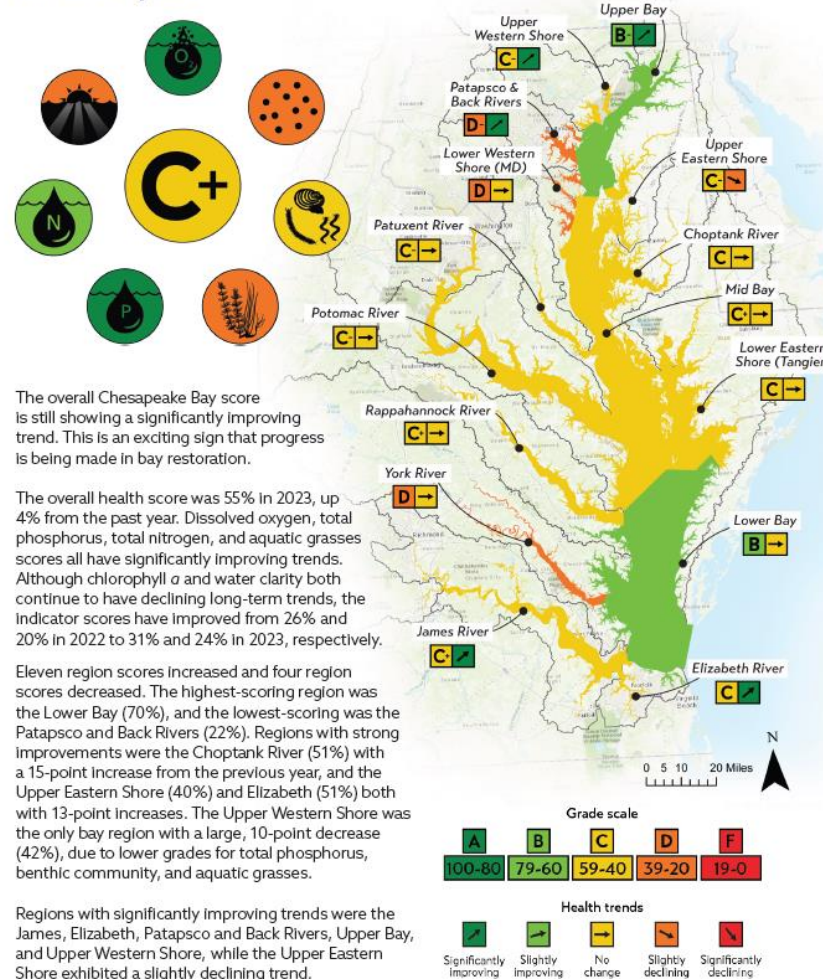 Upper Bay
B-
Upper
Western Shore
C-
Patapsco &
Back Rivers
D-
Lower Western
Shore (MD)
D
Upper
Eastern Shore
C-
Patuxent River
C-
Choptank River
C
Mid Bay
C+
Potomac River
C-
Lower Eastern
Shore (Tangier
C
Rappahannock River
C+
York River
D
Lower Bay
B
James River
C+
Elizabeth River
C
O2
C+
N
P
The overall Chesapeake Bay score
is still showing a significantly improving
trend. This is an exciting sign that progress
is being made in bay restoration.
The overall health score was 55% in 2023, up
4% from the past year. Dissolved oxygen, total
phosphorus, total nitrogen, and aquatic grasses
scores all have significantly improving trends.
Although chlorophyll a and water clarity both
continue to have declining long-term trends, the
indicator scores have improved from 26% and
20% in 2022 to 31% and 24% in 2023, respectively.
Eleven region scores increased and four region
scores decreased. The highest-scoring region was
the Lower Bay (70%), and the lowest-scoring was the
Patapsco and Back Rivers (22%). Regions with strong
improvements were the Choptank River (51%) with
a 15-point increase from the previous year, and the
Upper Eastern Shore (40%) and Elizabeth (51%) both
with 13-point increases. The Upper Western Shore was
the only bay region with a large, 10-point decrease
(42%), due to lower grades for total phosphorus,
benthic community, and aquatic grasses.
Regions with significantly improving trends were the
James, Elizabeth, Patapsco and Back Rivers, Upper Bay,
and Upper Western Shore, while the Upper Eastern
Shore exhibited a slightly declining trend.
N
0 5 10 20 Miles
Grade scale
A B C D F
100-80 79-60 59-40 39-20 19-0
Health trends
Significantly improving
Slightly improving
No change
Slightly declining
Significantly declining